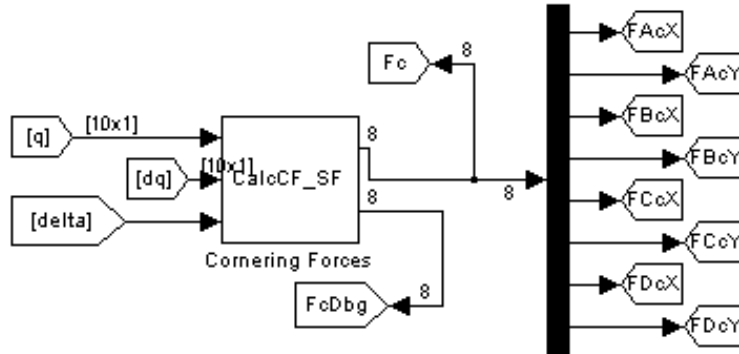 FAcX
8
Fc
FAcY
[10x1]
FBcX
[q]
8
[10x1]
FBcY
[dq]
CalcCF_SF
8
8
FCcX
[delta]
FCcY
Cornering Forces
FDcX
FcDbg
8
FDcY